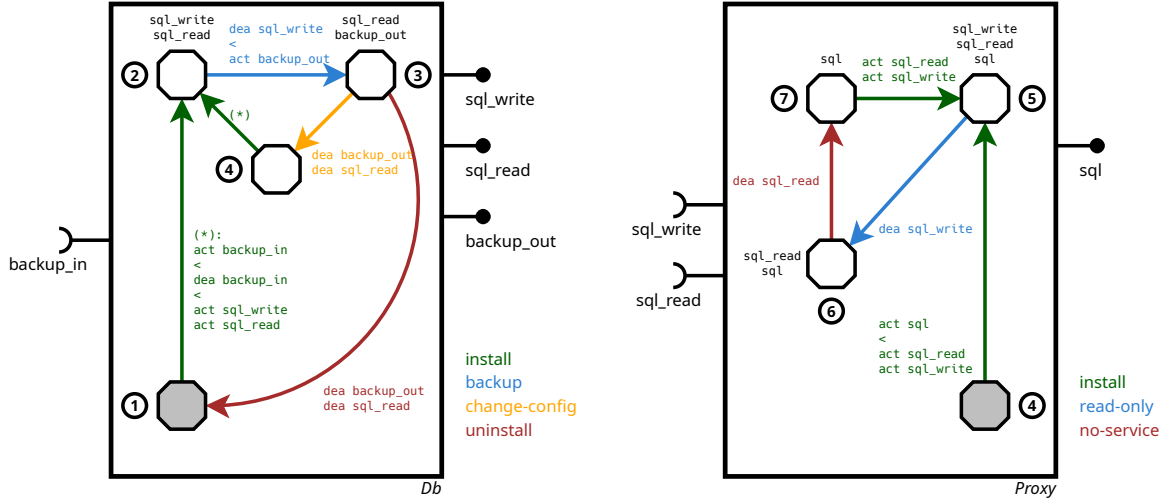 sql_write
sql_read
dea sql_write
<
act backup_out
sql_read
backup_out
2
3
(*)
4
dea backup_out
dea sql_read
(*):
act backup_in
<
dea backup_in
<
act sql_write
act sql_read
dea backup_out
dea sql_read
1
backup_in
sql_write
sql_read
backup_out
install
backup
change-config
uninstall
Db
sql
act sql_read
act sql_write
sql_write
sql_read
sql
7
5
dea sql_read
dea sql_write
sql_read
sql
6
act sql
<
act sql_read
act sql_write
4
sql_write
sql_read
sql
install
read-only
no-service
Proxy